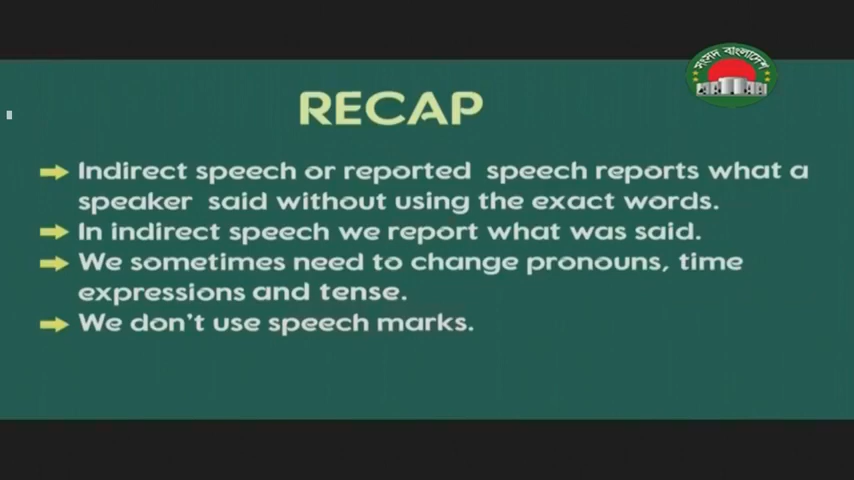 সংসদ বাংলাদেশ
RECAP
Indirect speech or reported speech reports what a
speaker said without using the exact words.
In indirect speech we report what was said.
We sometimes need to change pronouns, time
expressions and tense.
We don't use speech marks.